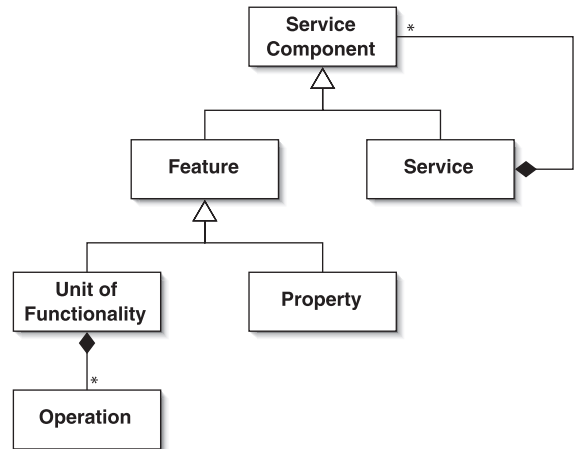 Service
Component
*
Feature
Service
Unit of
Functionality
Property
*
Operation